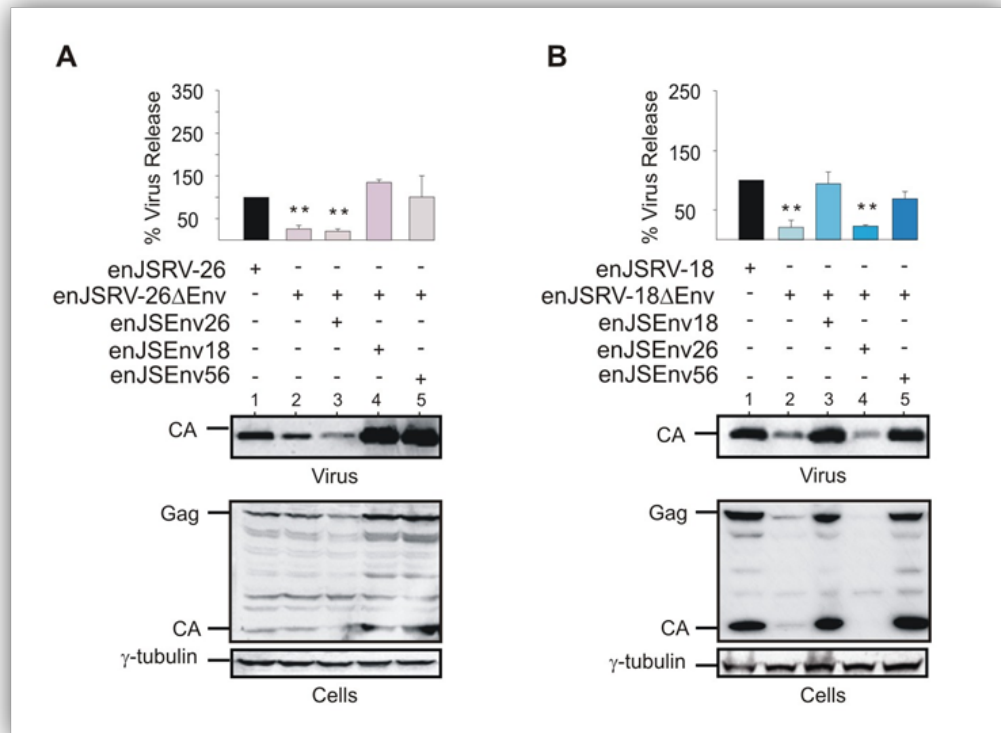 A
350
250
150
50
% Virus Release
** **
enJSRV-26 + - - - -
enJSRV-26ΔEnv - + + + +
enJSEnv26 - - + - -
enJSEnv18 - - - + -
enJSEnv56 - - - - +
1 2 3 4 5
CA
Virus
Gag
CA
γ-tubulin
Cells
B
250
150
50
% Virus Release
** **
enJSRV-18 + - - - -
enJSRV-18ΔEnv - + + + +
enJSEnv18 - - + - -
enJSEnv26 - - - + -
enJSEnv56 - - - - +
1 2 3 4 5
CA
Virus
Gag
CA
γ-tubulin
Cells